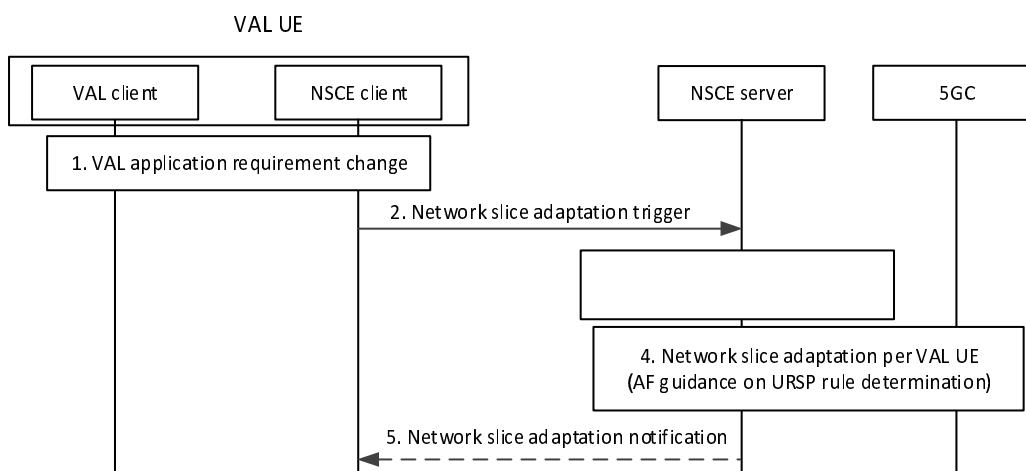 VAL UE
VAL client
NSCE client
NSCE server
5GC
1. VAL application requirement change
2. Network slice adaptation trigger
4. Network slice adaptation per VAL UE
(AF guidance on URSP rule determination)
5. Network slice adaptation notification